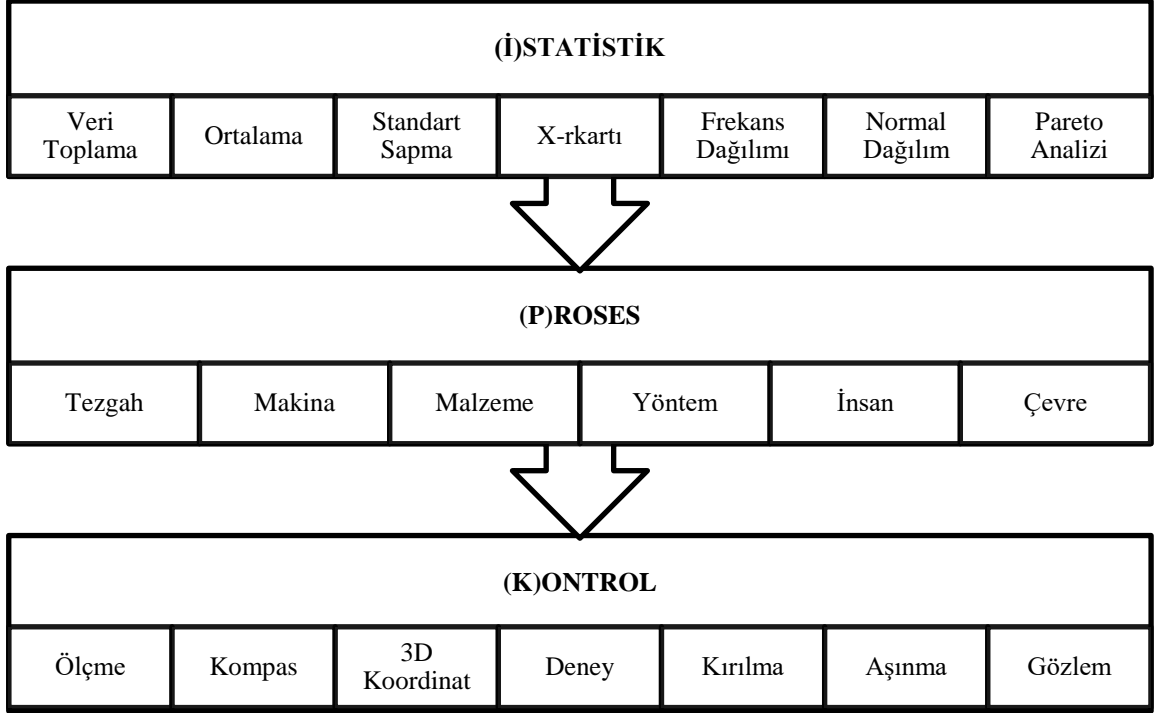 (İ)STATİSTİK
Veri
Toplama
Ortalama
Standart
Sapma
X-rkartı
Frekans
Dağılımı
Normal
Dağılım
Pareto
Analizi
(P)ROSES
Tezgah
Makina
Malzeme
Yöntem
İnsan
Çevre
(K)ONTROL
Ölçme
Kompas
3D
Koordinat
Deney
Kırılma
Aşınma
Gözlem